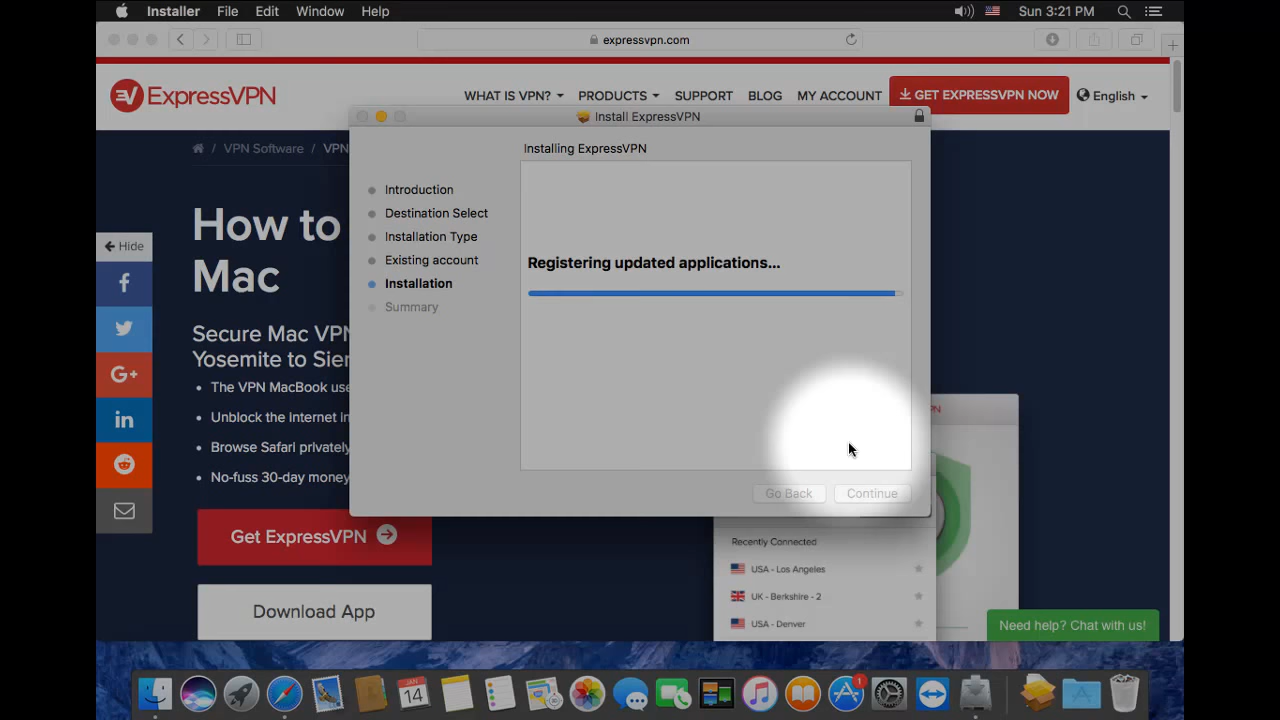 Installer File Edit Window Help Sun 3:21 PM
expressvpn.com
ExpressVPN WHAT IS VPN? PRODUCTS SUPPORT BLOG MY ACCOUNT GET EXPRESSVPN NOW English
Install ExpressVPN
/ VPN Software / VPN
Installing ExpressVPN
Introduction
Destination Select
Installation Type
Existing account
Installation
Summary
Registering updated applications...
Go Back Continue
Hide
How to
Mac
Secure Mac VPN
Yosemite to Sier
The VPN MacBook use
Unblock the Internet in
Browse Safari privately
No-fuss 30-day money
Get ExpressVPN
Download App
PN
Recently Connected
USA - Los Angeles
UK - Berkshire - 2
USA - Denver
Need help? Chat with us!
G+
in
JAN
14
1